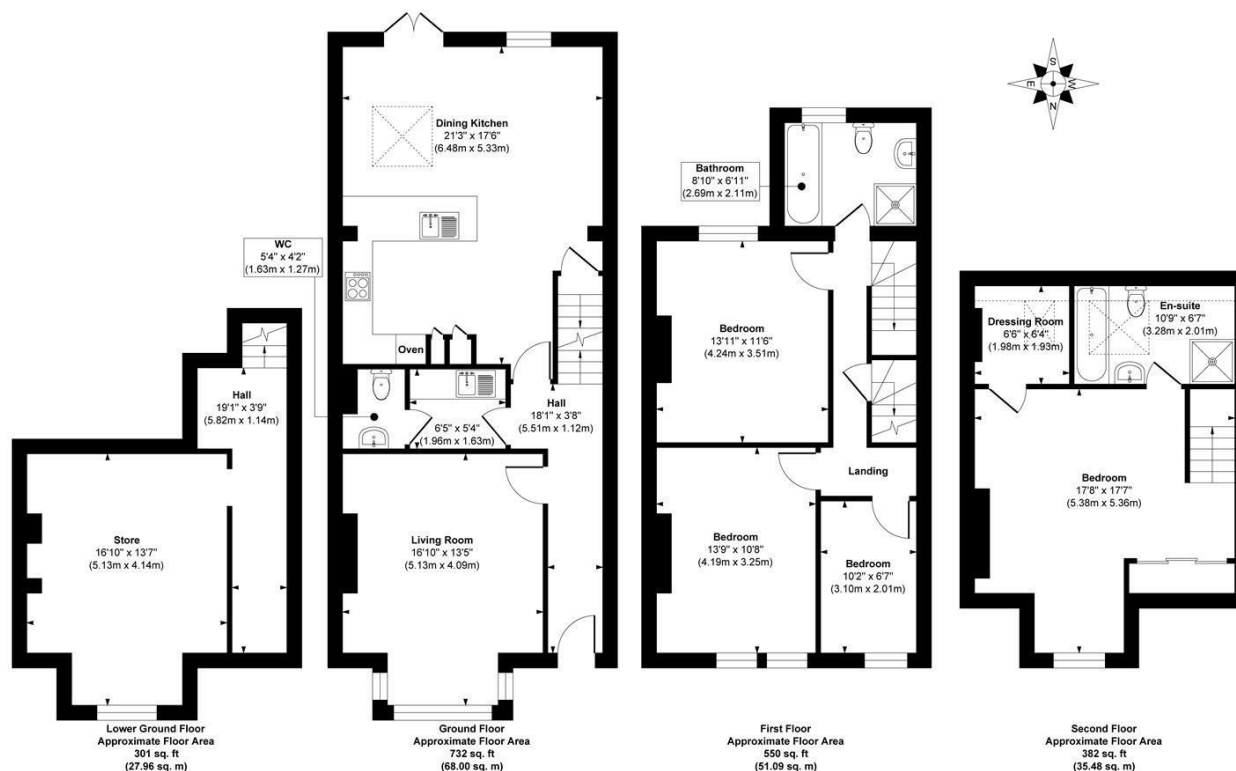 S
E
W
N
Dining Kitchen
21'3" x 17'6"
(6.48m x 5.33m)
WC
5'4" x 4'2"
(1.63m x 1.27m)
Oven
Hall
19'1" x 3'9"
(5.82m x 1.14m)
Store
16'10" x 13'7"
(5.13m x 4.14m)
Lower Ground Floor
Approximate Floor Area
301 sq. ft
(27.96 sq. m)
6'5" x 5'4"
(1.96m x 1.63m)
Hall
18'1" x 3'8"
(5.51m x 1.12m)
Living Room
16'10" x 13'5"
(5.13m x 4.09m)
Ground Floor
Approximate Floor Area
732 sq. ft
(68.00 sq. m)
Bathroom
8'10" x 6'11"
(2.69m x 2.11m)
Bedroom
13'11" x 11'6"
(4.24m x 3.51m)
Landing
Bedroom
13'9" x 10'8"
(4.19m x 3.25m)
Bedroom
10'2" x 6'7"
(3.10m x 2.01m)
First Floor
Approximate Floor Area
550 sq. ft
(51.09 sq. m)
Dressing Room
6'6" x 6'4"
(1.98m x 1.93m)
En-suite
10'9" x 6'7"
(3.28m x 2.01m)
Bedroom
17'8" x 17'7"
(5.38m x 5.36m)
Second Floor
Approximate Floor Area
382 sq. ft
(35.48 sq. m)